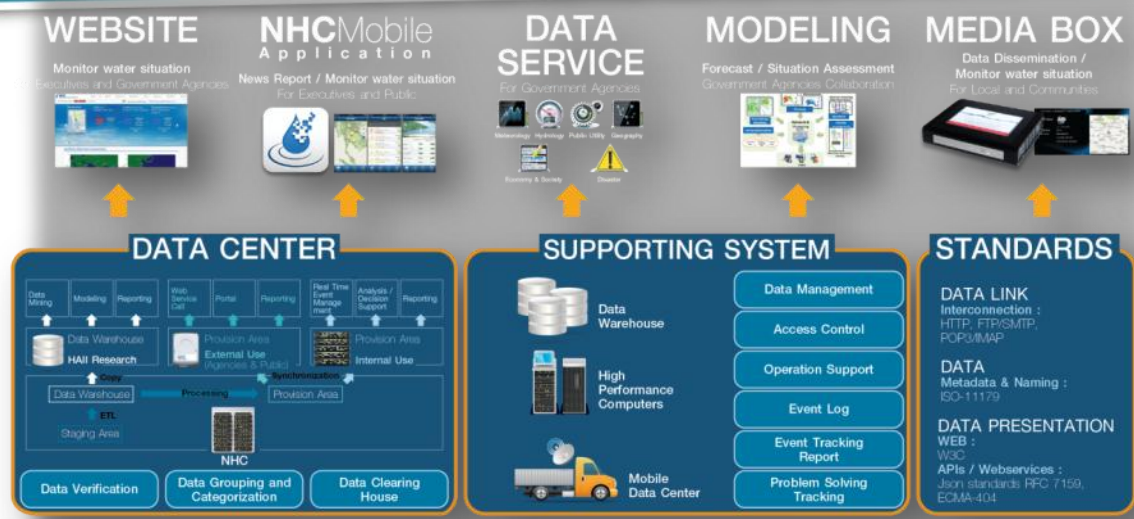 WEBSITE
Monitor water situation
For Executives and Government Agencies
NHCMobile
Application
News Report / Monitor water situation
For Executives and Public
DATA
SERVICE
For Government Agencies
Meteorology Hydrology Public Utility Geography
Economy & Society Disaster
MODELING
Forecast / Situation Assessment
Government Agencies Collaboration
MEDIA BOX
Data Dissemination /
Monitor water situation
For Local and Communities
DATA CENTER
Data
Mining
Modeling
Reporting
Web
Service
Call
Portal
Reporting
Real Time
Event
Manage
ment
Analysis /
Decision
Support
Reporting
Data Warehouse
HAII Research
Provision Area
External Use
(Agencies & Public)
Provision Area
Internal Use
Copy
Synchronization
Data Warehouse
Processing
Provision Area
ETL
Staging Area
NHC
Data Verification
Data Grouping and
Categorization
Data Clearing
House
SUPPORTING SYSTEM
Data
Warehouse
High
Performance
Computers
Mobile
Data Center
Data Management
Access Control
Operation Support
Event Log
Event Tracking
Report
Problem Solving
Tracking
STANDARDS
DATA LINK
Interconnection :
HTTP, FTP/SMTP,
POP3/IMAP
DATA
Metadata & Naming :
ISO-11179
DATA PRESENTATION
WEB :
W3C
APIs / Webservices :
Json standards RFC 7159,
ECMA-404